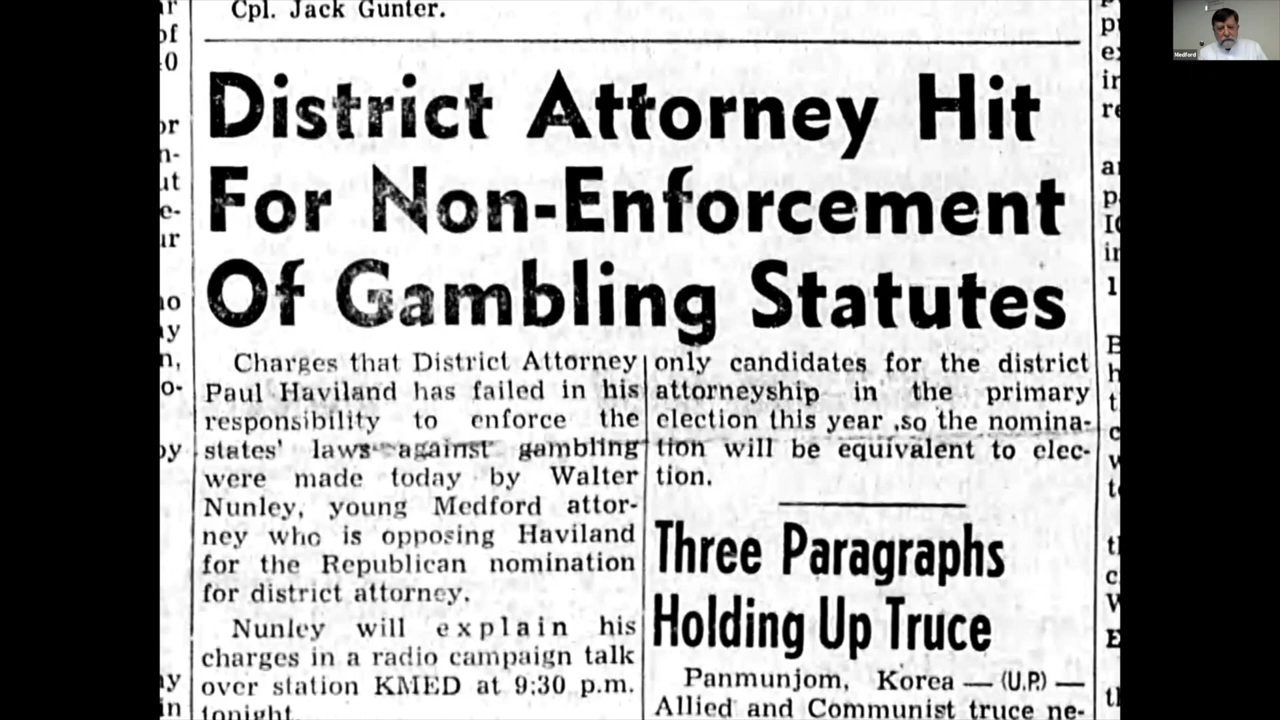 Cpl. Jack Gunter.
District Attorney Hit
For Non-Enforcement
Of Gambling Statutes
Charges that District Attorney
Paul Haviland has failed in his
responsibility to enforce the
states' laws against gambling
were made today by Walter
Nunley, young Medford attor-
ney who is opposing Haviland
for the Republican nomination
for district attorney.
Nunley will explain his
charges in a radio campaign talk
over station KMED at 9:30 p.m.
tonight.
only candidates for the district
attorneyship in the primary
election this year ,so the nomina-
tion will be equivalent to elec-
tion.
Three Paragraphs
Holding Up Truce
Panmunjom, Korea — (U.P.) —
Allied and Communist truce ne-
Medford